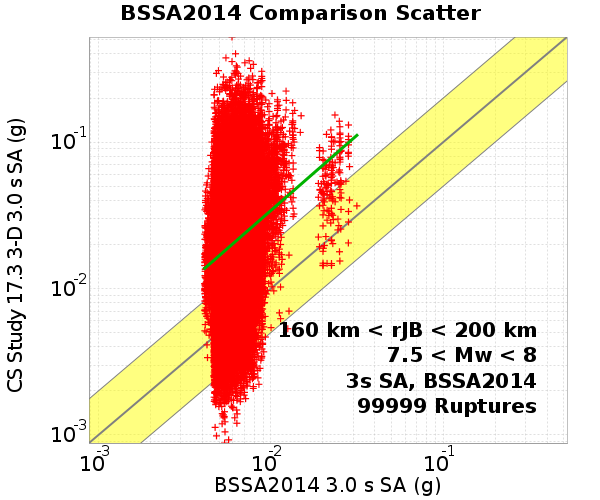 BSSA2014 Comparison Scatter
CS Study 17.3 3-D 3.0 s SA (g)
10-1
10-2
10-3
160 km < rJB < 200 km
7.5 < Mw < 8
3s SA, BSSA2014
99999 Ruptures
10-3 10-2 10-1
BSSA2014 3.0 s SA (g)